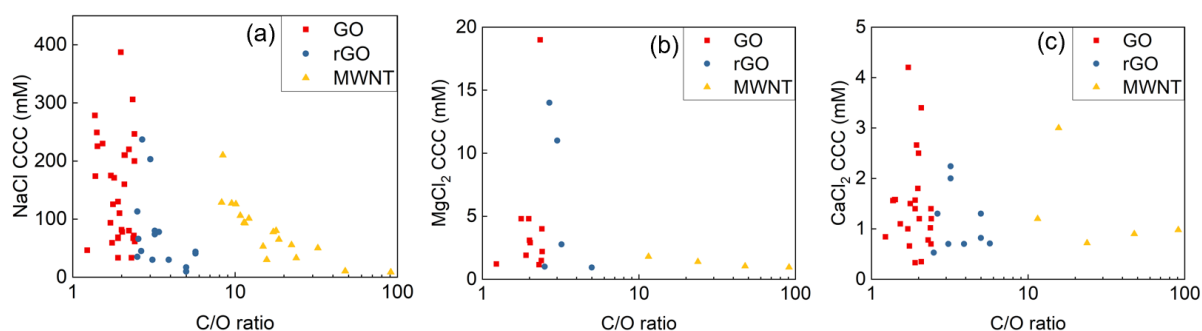 (a)
GO
rGO
MWNT
NaCl CCC (mM)
400
300
200
100
0
1
10
100
C/O ratio
(b)
GO
rGO
MWNT
MgCl₂ CCC (mM)
20
15
10
5
0
1
10
100
C/O ratio
(c)
GO
rGO
MWNT
CaCl₂ CCC (mM)
5
4
3
2
1
0
1
10
100
C/O ratio